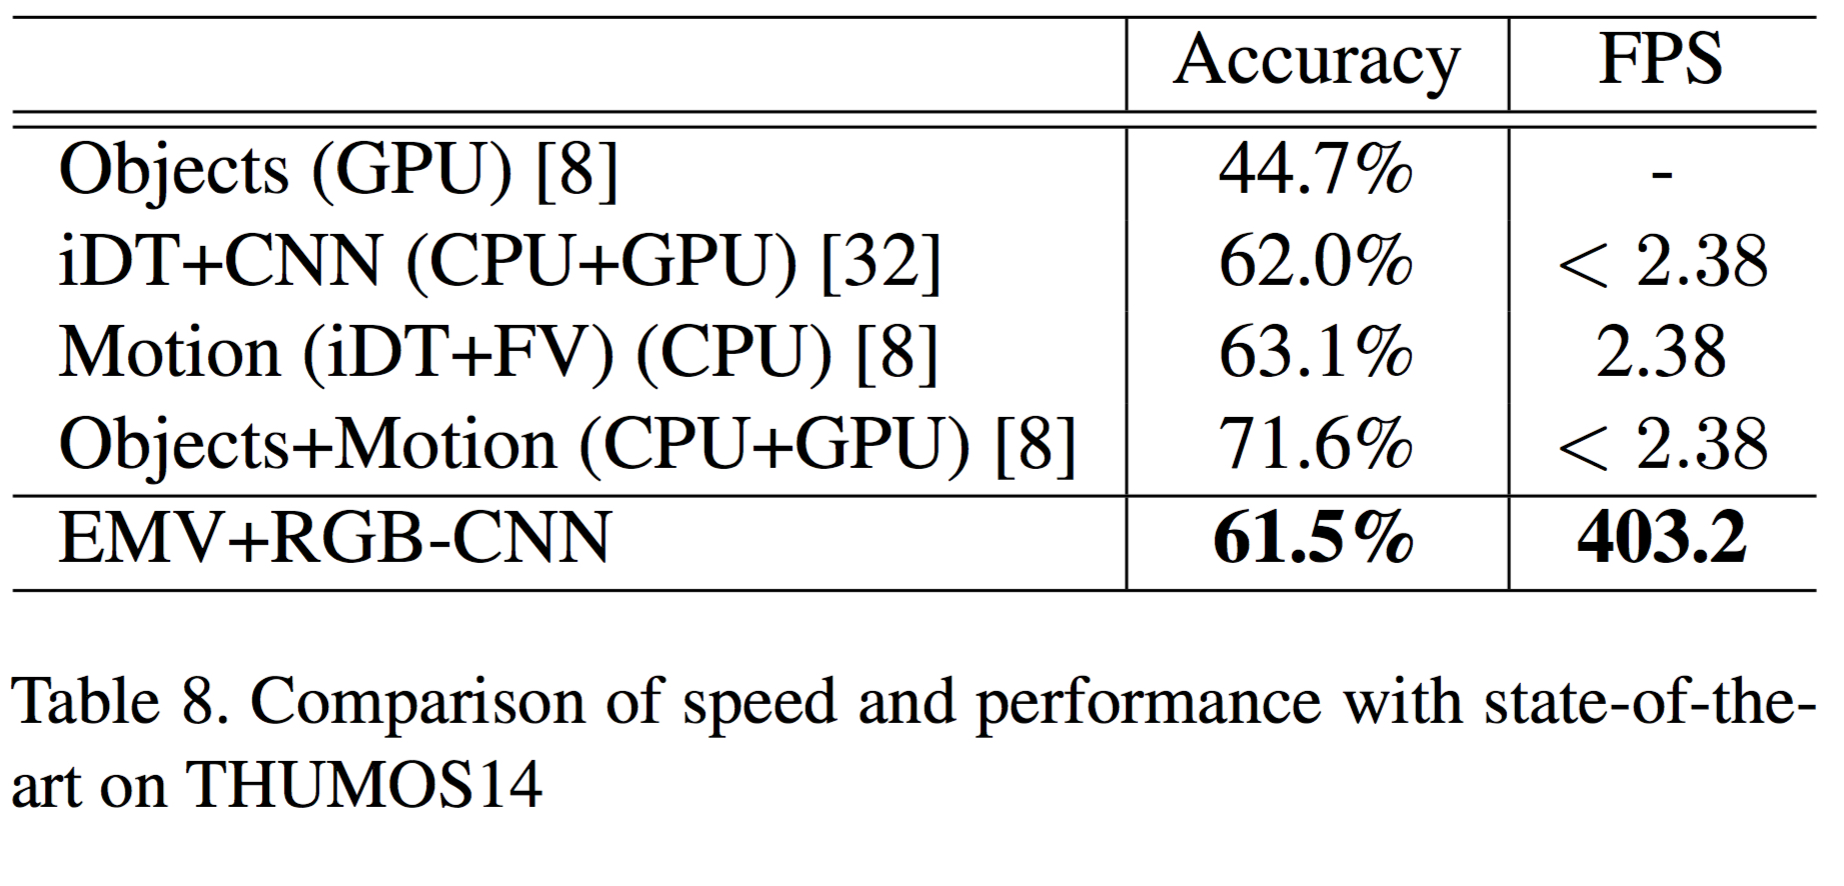 Accuracy FPS
Objects (GPU) [8] 44.7% -
iDT+CNN (CPU+GPU) [32] 62.0% < 2.38
Motion (iDT+FV) (CPU) [8] 63.1% 2.38
Objects+Motion (CPU+GPU) [8] 71.6% < 2.38
EMV+RGB-CNN 61.5% 403.2
Table 8. Comparison of speed and performance with state-of-the-
art on THUMOS14